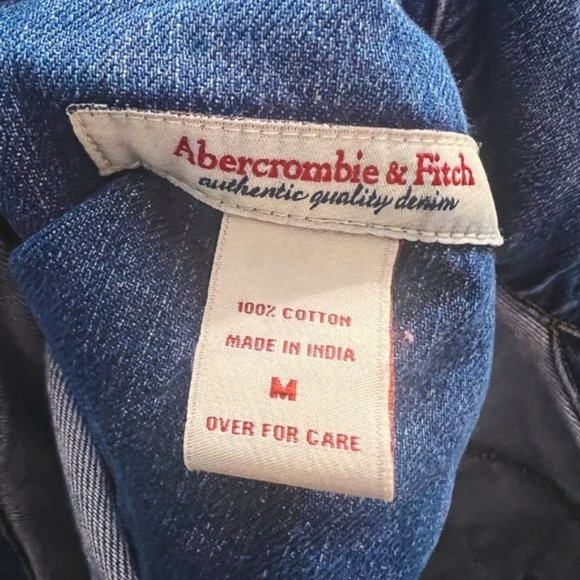 Abercrombie & Fitch
authentic quality denim
100% COTTON
MADE IN INDIA
M
OVER FOR CARE